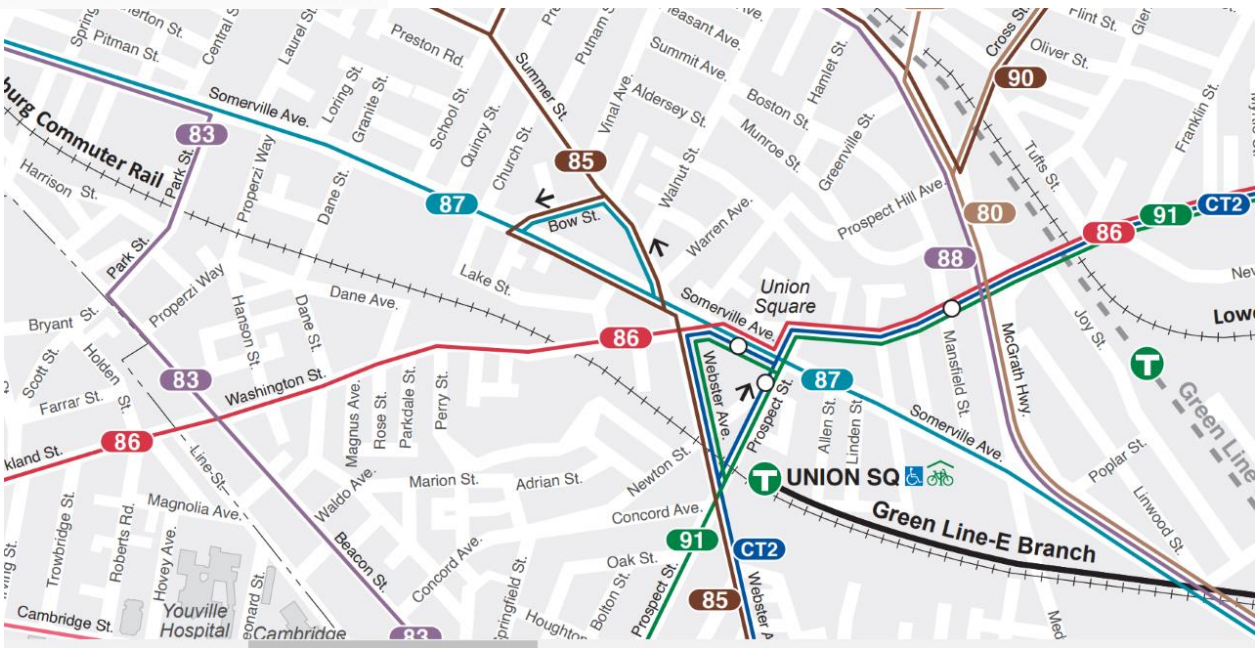 Pitman St.
Central St.
Laurel St.
Loring St.
Granite St.
Preston Rd.
School St.
Quincy St.
Church St.
Summer St.
Putnam St.
Vinal Ave.
Summit Ave.
Aldersey St.
Boston St.
Munroe St.
Hamlet St.
Greenville St.
Walnut St.
Warren Ave.
Prospect Hill Ave.
Cross St.
Flint St.
Oliver St.
Franklin St.
Tufts St.
90
Somerville Ave.
83
Park St.
Harrison St.
Properzi Way
Dane St.
87
85
Bow St.
80
88
86
91
CT2
Lake St.
Dane Ave.
Somerville Ave.
Union
Square
Park St.
Properzi Way
Bryant St.
Scott St.
Holden St.
Farrar St.
Hanson St.
Dane St.
83
Washington St.
86
86
Magnus Ave.
Rose St.
Parkdale St.
Perry St.
Webster Ave.
Prospect St.
87
Allen St.
Linden St.
Mansfield St.
McGrath Hwy.
Joy St.
T
Somerville Ave.
Poplar St.
Linwood St.
Line St.
Waldo Ave.
Marion St.
Adrian St.
Newton St.
Concord Ave.
T UNION SQ
Green Line-E Branch
Magnolia Ave.
Trowbridge St.
Roberts Rd.
Hovey Ave.
Beacon St.
Concord Ave.
Oak St.
Bolton St.
91
CT2
85
Prospect St.
Youville
Hospital
Cambridge
Cambridge St.
83